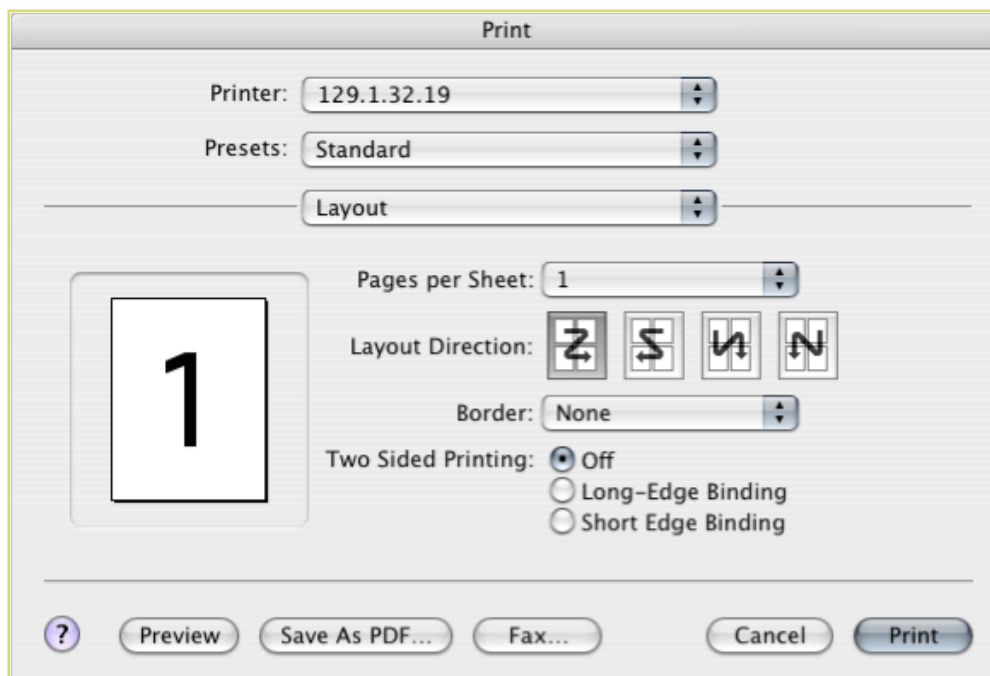 Print
Printer: 129.1.32.19
Presets: Standard
Layout
Pages per Sheet: 1
1
Layout Direction:
Border: None
Two Sided Printing: Off
Long-Edge Binding
Short Edge Binding
? Preview Save As PDF... Fax... Cancel Print